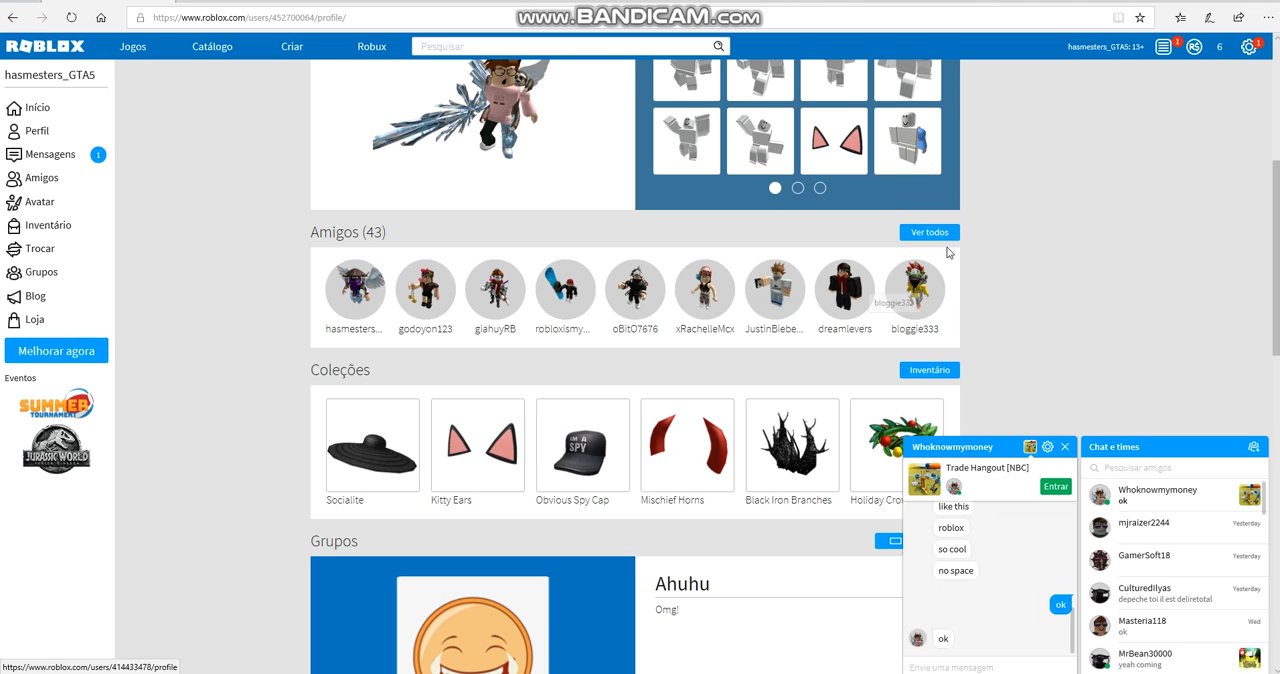 https://www.roblox.com/users/452700064/profile/
www.BANDICAM.com
ROBLOX
Jogos
Catálogo
Criar
Robux
Pesquisar
hasmesters_GTA5: 13+
1
R$
6
1
hasmesters_GTA5
Início
Perfil
Mensagens
1
Amigos
Avatar
Inventário
Trocar
Grupos
Blog
Loja
Melhorar agora
Eventos
SUMMER
TOURNAMENT
JURASSIC WORLD
Amigos (43)
Ver todos
bloggie333
hasmesters...
godoyon123
giahuyRB
robloxismy...
oBitO7676
xRachelleMcx
JustinBiebe...
dreamlevers
bloggie333
Coleções
Inventário
I'M A
SPY
Socialite
Kitty Ears
Obvious Spy Cap
Mischief Horns
Black Iron Branches
Holiday Cro
Grupos
Ahuhu
Omg!
Whoknowmymoney
Trade Hangout [NBC]
Entrar
like this
roblox
so cool
no space
ok
ok
Envie uma mensagem
Chat e times
Pesquisar amigos
Whoknowmymoney
ok
mjraizer2244
Yesterday
GamerSoft18
Yesterday
CulturedIlyas
Yesterday
depeche toi il est deliretotal
Masteria118
Wed
ok
MrBean30000
yeah coming
https://www.roblox.com/users/414433478/profile